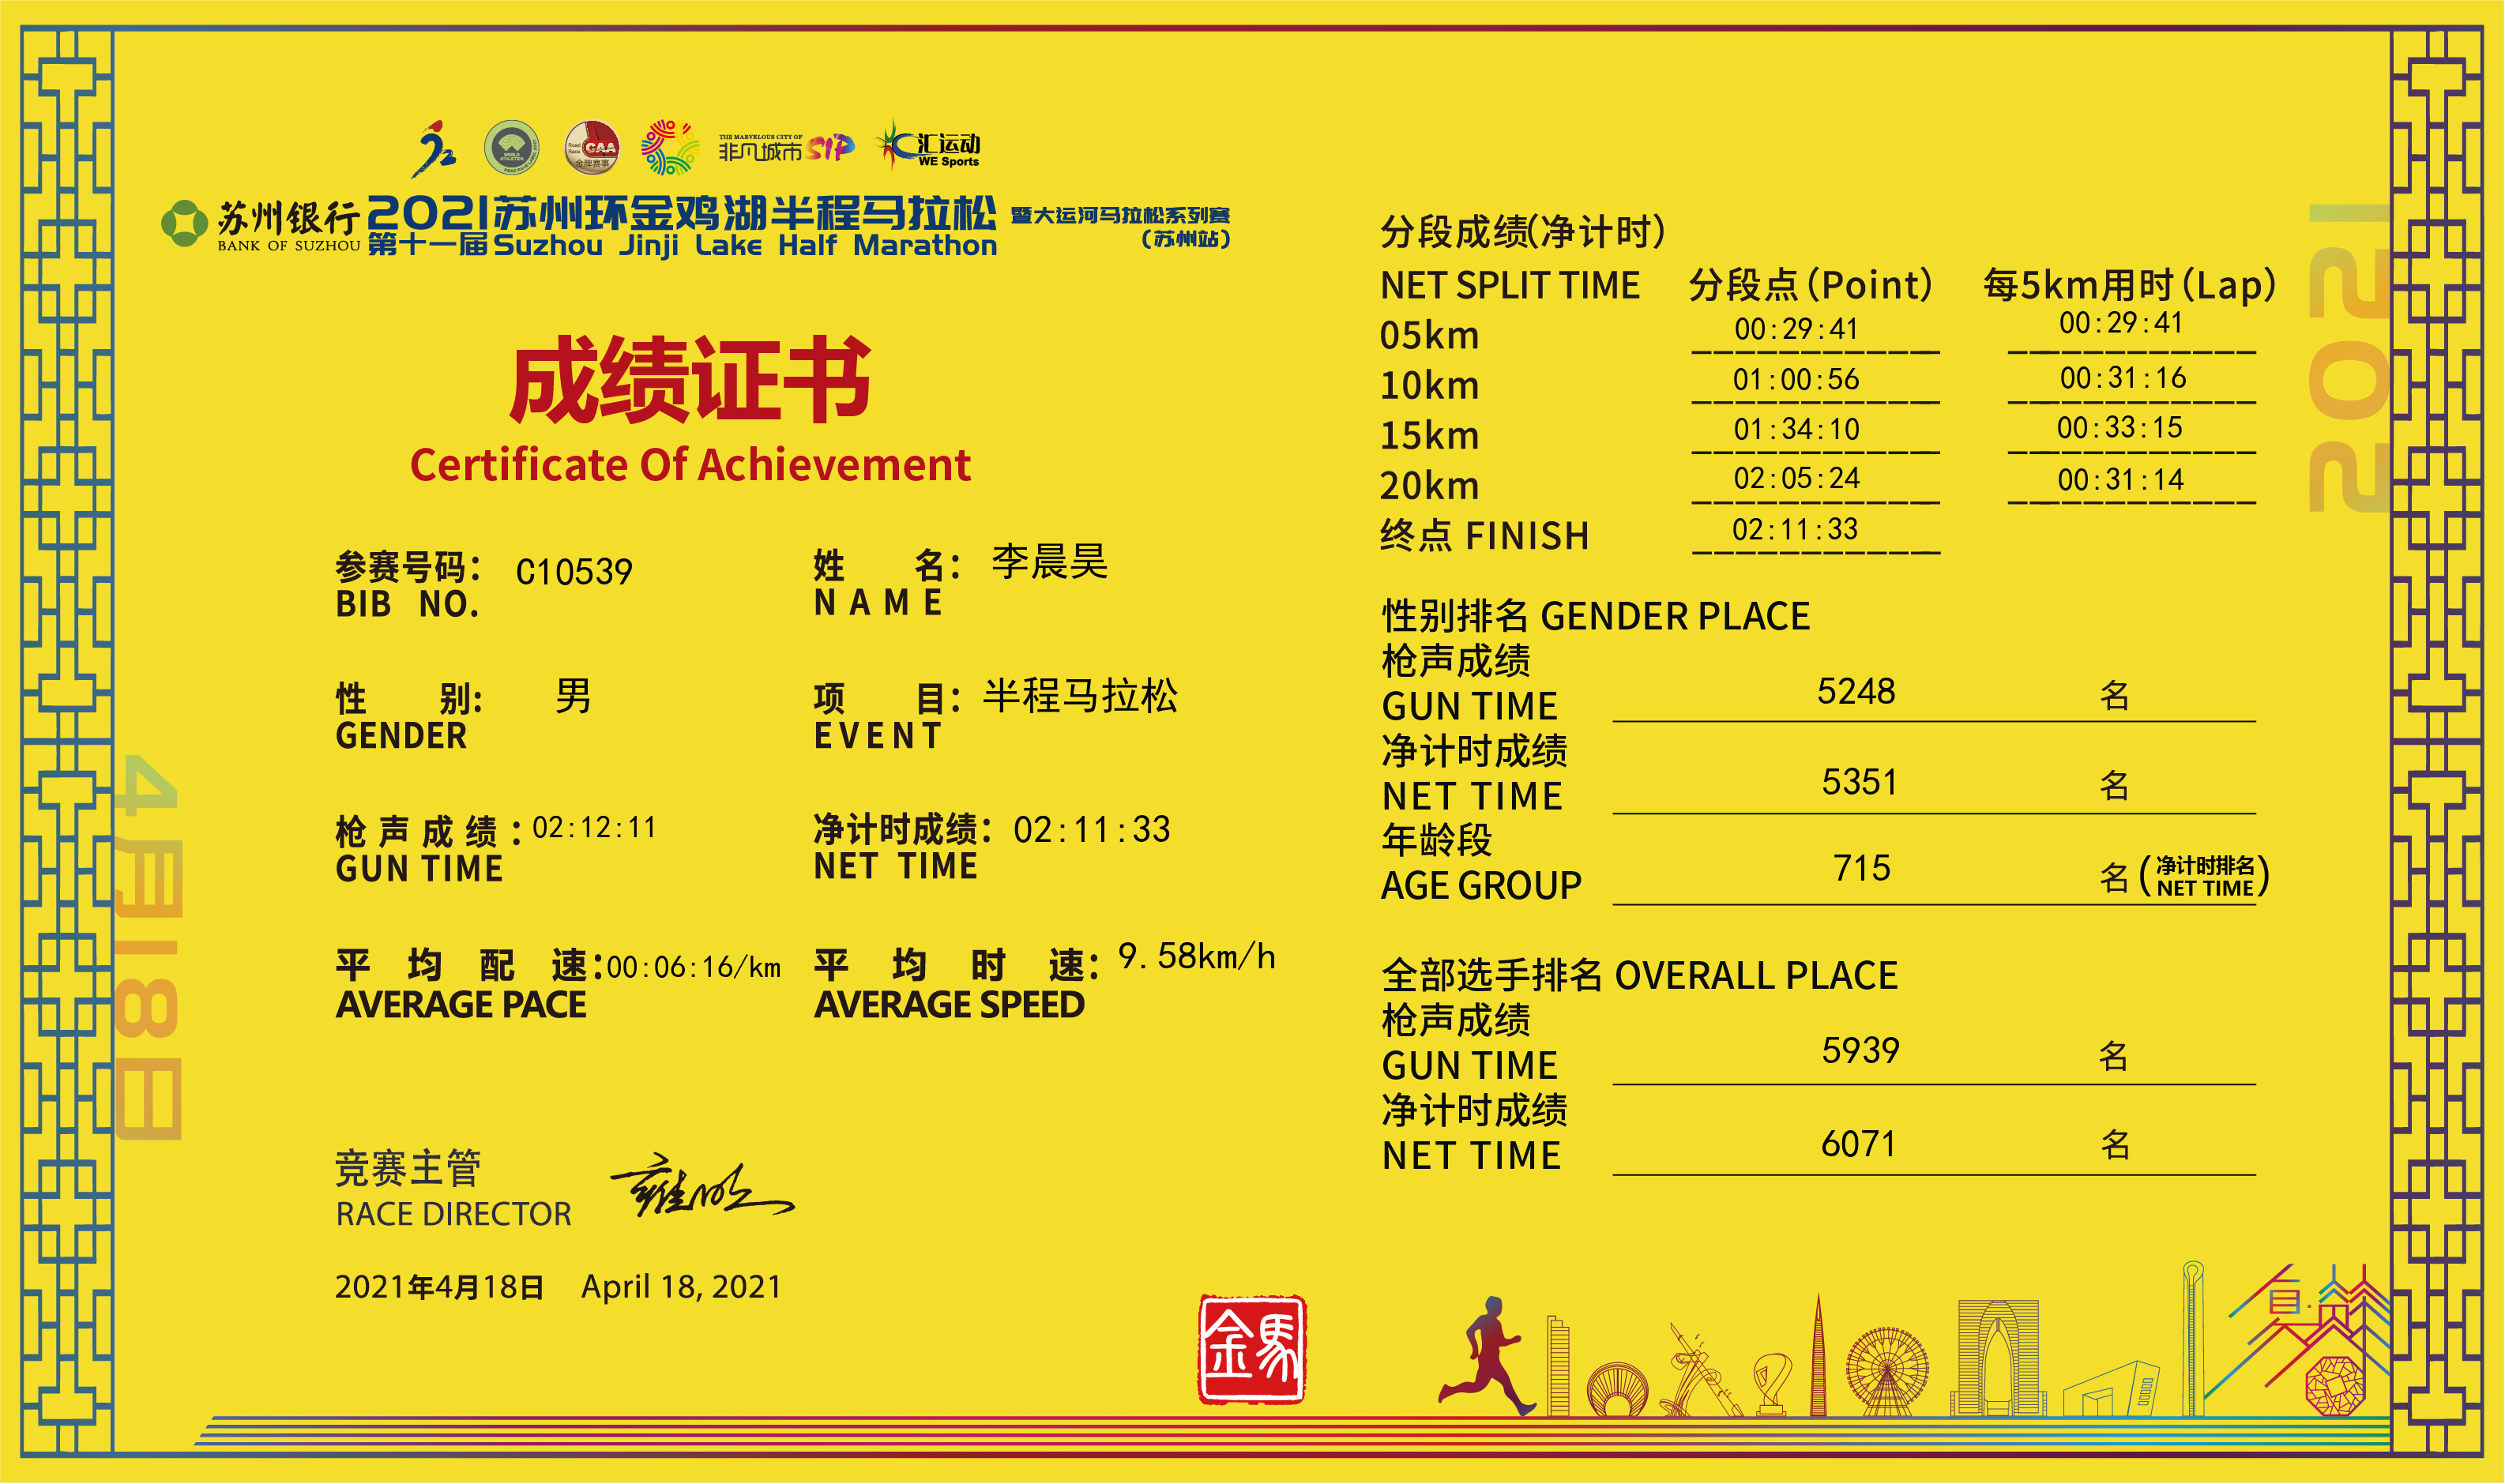 THE MARVELOUS CITY OF
非凡城市 SIP
汇运动
WE Sports
WORLD ATHLETICS
Road Race CAA
金牌赛事
苏州银行
BANK OF SUZHOU
2021苏州环金鸡湖半程马拉松
第十一届 Suzhou Jinji Lake Half Marathon
暨大运河马拉松系列赛
(苏州站)
成绩证书
Certificate Of Achievement
参赛号码: C10539
BIB NO.
姓 名: 李晨昊
NAME
性 别: 男
GENDER
项 目: 半程马拉松
EVENT
枪声成绩: 02:12:11
GUN TIME
净计时成绩: 02:11:33
NET TIME
平均配速: 00:06:16/km
AVERAGE PACE
平均时速: 9.58km/h
AVERAGE SPEED
竞赛主管
RACE DIRECTOR
2021年4月18日 April 18, 2021
金馬
分段成绩(净计时)
NET SPLIT TIME 分段点(Point) 每5km用时(Lap)
05km 00:29:41 00:29:41
10km 01:00:56 00:31:16
15km 01:34:10 00:33:15
20km 02:05:24 00:31:14
终点 FINISH 02:11:33
性别排名 GENDER PLACE
枪声成绩
GUN TIME 5248 名
净计时成绩
NET TIME 5351 名
年龄段
AGE GROUP 715 名(净计时排名 NET TIME)
全部选手排名 OVERALL PLACE
枪声成绩
GUN TIME 5939 名
净计时成绩
NET TIME 6071 名
2021
4月18日